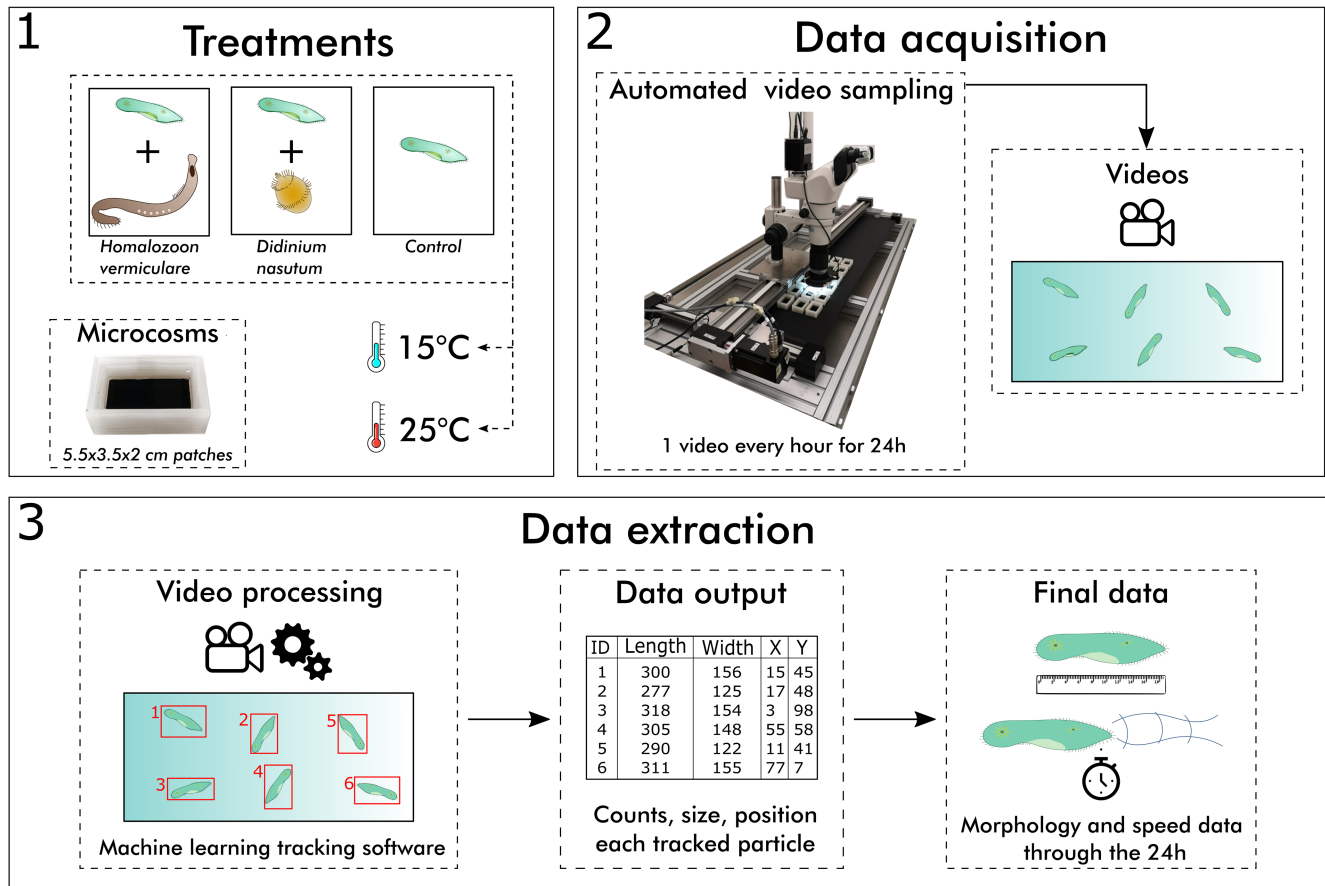 1
Treatments
+
+
Homalozoon
vermiculare
Didinium
nasutum
Control
Microcosms
5.5x3.5x2 cm patches
15°C
25°C
2
Data acquisition
Automated video sampling
1 video every hour for 24h
Videos
3
Data extraction
Video processing
1
2
5
3
4
6
Machine learning tracking software
Data output
ID Length Width X Y
1 300 156 15 45
2 277 125 17 48
3 318 154 3 98
4 305 148 55 58
5 290 122 11 41
6 311 155 77 7
Counts, size, position
each tracked particle
Final data
Morphology and speed data
through the 24h